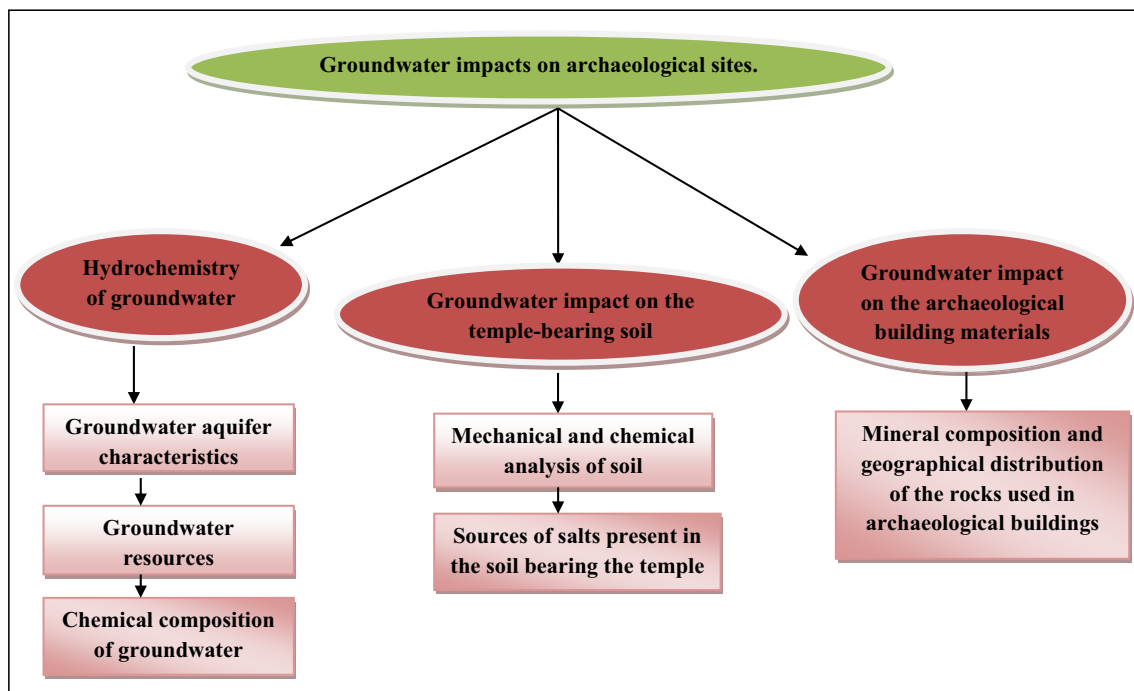 Groundwater impacts on archaeological sites.
Hydrochemistry
of groundwater
Groundwater aquifer
characteristics
Groundwater
resources
Chemical composition
of groundwater
Groundwater impact on the
temple-bearing soil
Mechanical and chemical
analysis of soil
Sources of salts present in
the soil bearing the temple
Groundwater impact
on the archaeological
building materials
Mineral composition and
geographical distribution
of the rocks used in
archaeological buildings